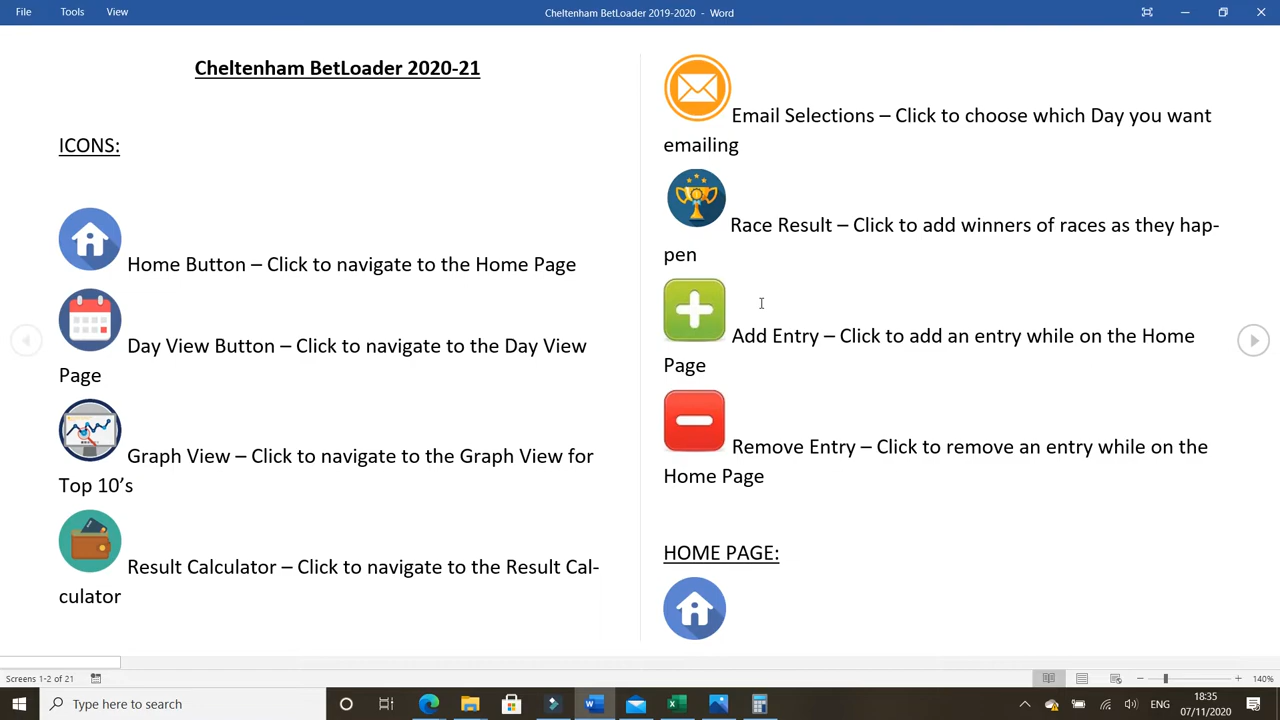 File Tools View
Cheltenham BetLoader 2019-2020 - Word
Cheltenham BetLoader 2020-21
ICONS:
Home Button – Click to navigate to the Home Page
Day View Button – Click to navigate to the Day View
Page
Graph View – Click to navigate to the Graph View for
Top 10's
Result Calculator – Click to navigate to the Result Cal-
culator
Email Selections – Click to choose which Day you want
emailing
Race Result – Click to add winners of races as they hap-
pen
Add Entry – Click to add an entry while on the Home
Page
Remove Entry – Click to remove an entry while on the
Home Page
HOME PAGE:
Screens 1-2 of 21
140%
Type here to search
ENG
18:35
07/11/2020